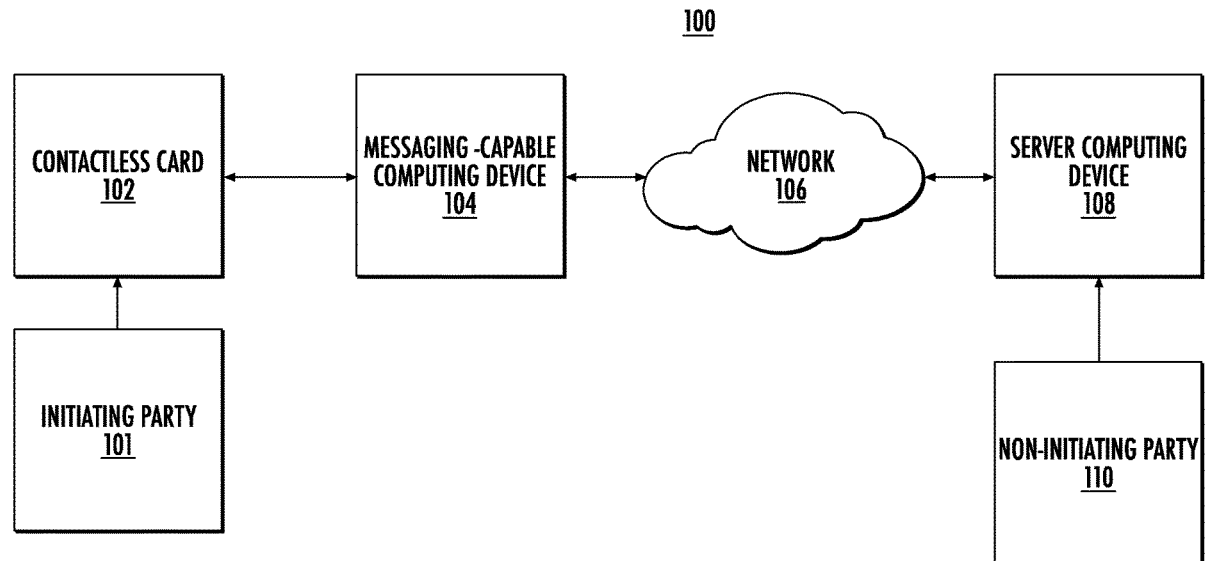 100
CONTACTLESS CARD
102
MESSAGING -CAPABLE
COMPUTING DEVICE
104
NETWORK
106
SERVER COMPUTING
DEVICE
108
INITIATING PARTY
101
NON-INITIATING PARTY
110